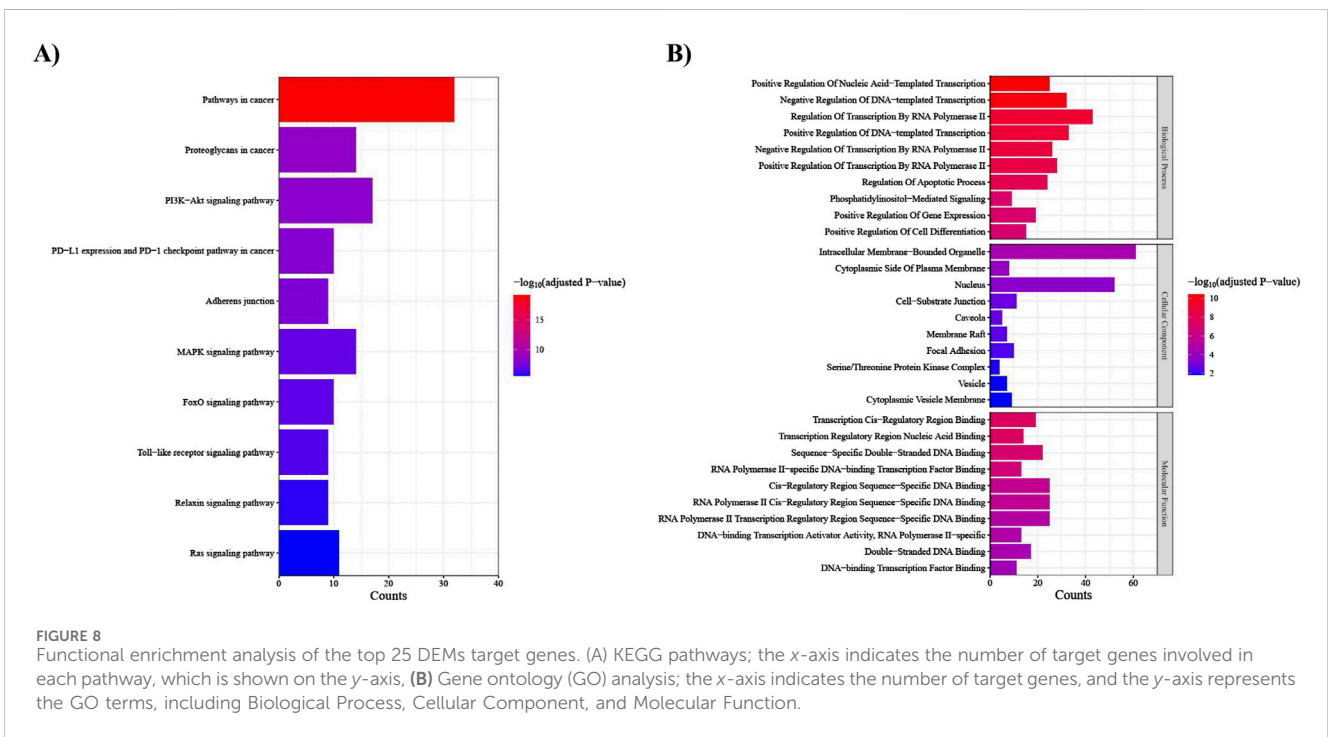 A)
Pathways in cancer
Proteoglycans in cancer
PI3K−Akt signaling pathway
PD−L1 expression and PD−1 checkpoint pathway in cancer
Adherens junction
MAPK signaling pathway
FoxO signaling pathway
Toll−like receptor signaling pathway
Relaxin signaling pathway
Ras signaling pathway
0 10 20 30 40
Counts
−log10(adjusted P−value)
15
10
B)
Positive Regulation Of Nucleic Acid−Templated Transcription
Negative Regulation Of DNA−templated Transcription
Regulation Of Transcription By RNA Polymerase II
Positive Regulation Of DNA−templated Transcription
Negative Regulation Of Transcription By RNA Polymerase II
Positive Regulation Of Transcription By RNA Polymerase II
Regulation Of Apoptotic Process
Phosphatidylinositol−Mediated Signaling
Positive Regulation Of Gene Expression
Positive Regulation Of Cell Differentiation
Biological Process
Intracellular Membrane−Bounded Organelle
Cytoplasmic Side Of Plasma Membrane
Nucleus
Cell−Substrate Junction
Caveola
Membrane Raft
Focal Adhesion
Serine/Threonine Protein Kinase Complex
Vesicle
Cytoplasmic Vesicle Membrane
Cellular Component
Transcription Cis−Regulatory Region Binding
Transcription Regulatory Region Nucleic Acid Binding
Sequence−Specific Double−Stranded DNA Binding
RNA Polymerase II−specific DNA−binding Transcription Factor Binding
Cis−Regulatory Region Sequence−Specific DNA Binding
RNA Polymerase II Cis−Regulatory Region Sequence−Specific DNA Binding
RNA Polymerase II Transcription Regulatory Region Sequence−Specific DNA Binding
DNA−binding Transcription Activator Activity, RNA Polymerase II−specific
Double−Stranded DNA Binding
DNA−binding Transcription Factor Binding
Molecular Function
0 20 40 60
Counts
−log10(adjusted P−value)
10
8
6
4
2
FIGURE 8
Functional enrichment analysis of the top 25 DEMs target genes. (A) KEGG pathways; the x-axis indicates the number of target genes involved in
each pathway, which is shown on the y-axis, (B) Gene ontology (GO) analysis; the x-axis indicates the number of target genes, and the y-axis represents
the GO terms, including Biological Process, Cellular Component, and Molecular Function.